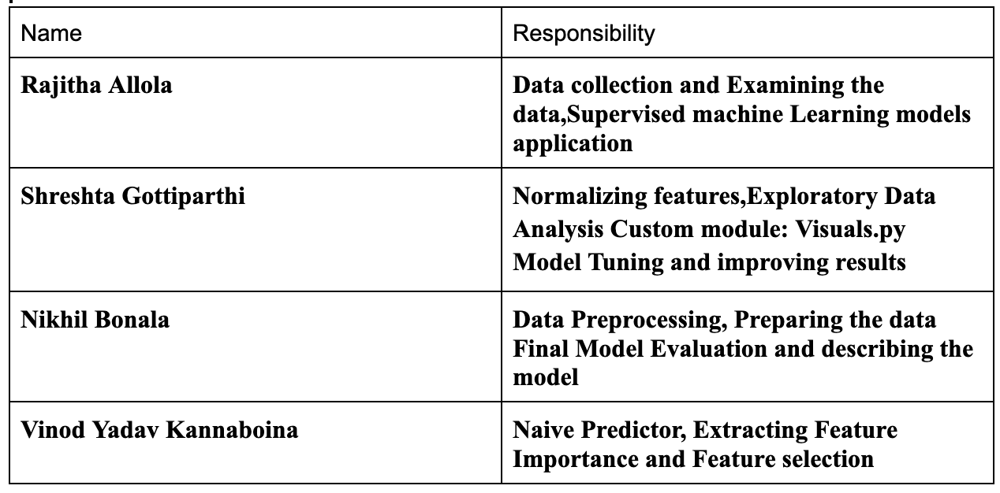 Name
Responsibility
Rajitha Allola
Data collection and Examining the
data,Supervised machine Learning models
application
Shreshta Gottiparthi
Normalizing features,Exploratory Data
Analysis Custom module: Visuals.py
Model Tuning and improving results
Nikhil Bonala
Data Preprocessing, Preparing the data
Final Model Evaluation and describing the
model
Vinod Yadav Kannaboina
Naive Predictor, Extracting Feature
Importance and Feature selection